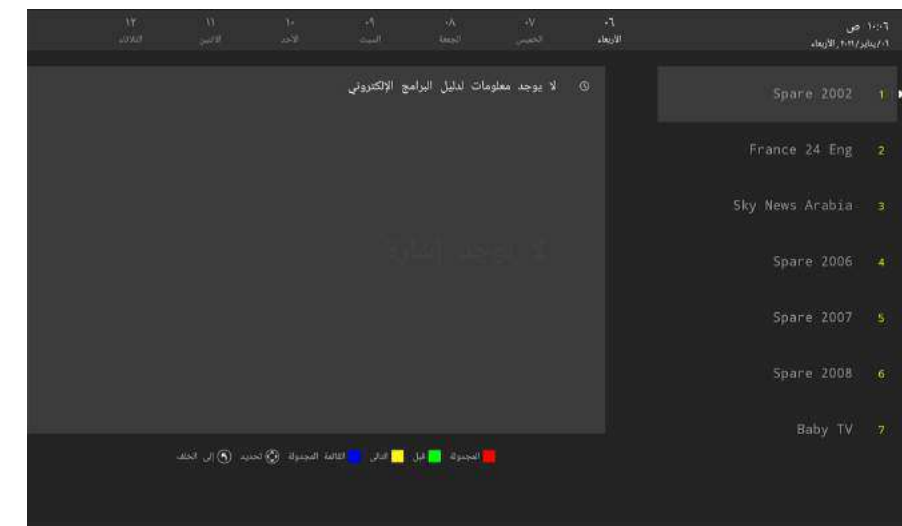 ١٠:٠٦ ص
٠٦/يناير/٢٠٢١, الأربعاء
٠٦ ٠٧ ٠٨ ٠٩ ١٠ ١١ ١٢
الأربعاء الخميس الجمعة السبت الأحد الاثنين الثلاثاء
1 Spare 2002
2 France 24 Eng
3 Sky News Arabia
4 Spare 2006
5 Spare 2007
6 Spare 2008
7 Baby TV
لا يوجد معلومات لدليل البرامج الإلكتروني
لا يوجد إشارة
المجدولة قبل التالى القائمة المجدولة تحديد إلى الخلف